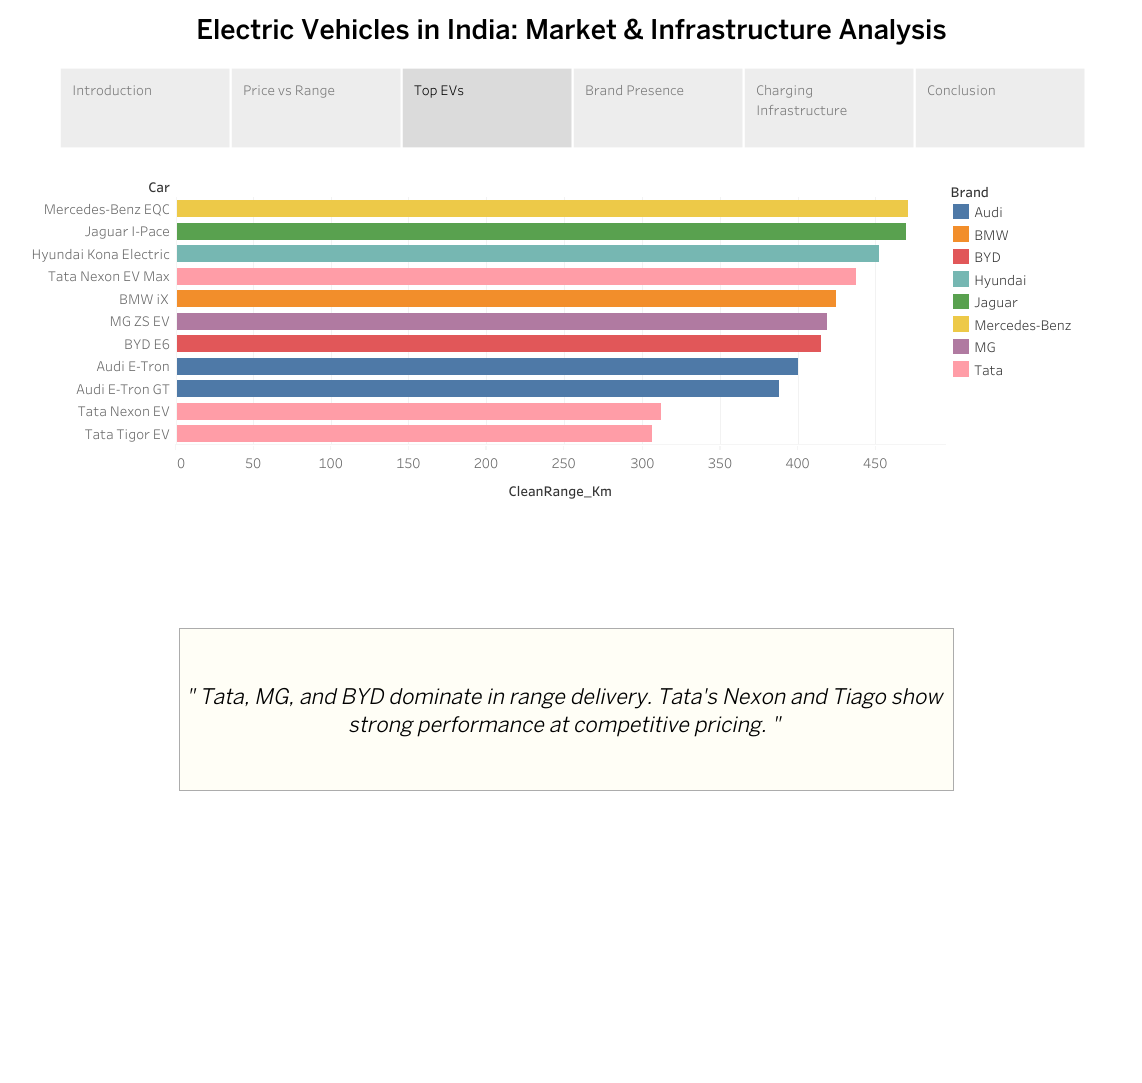 Electric Vehicles in India: Market & Infrastructure Analysis
Introduction
Price vs Range
Top EVs
Brand Presence
Charging
Infrastructure
Conclusion
Car
Mercedes-Benz EQC
Jaguar I-Pace
Hyundai Kona Electric
Tata Nexon EV Max
BMW iX
MG ZS EV
BYD E6
Audi E-Tron
Audi E-Tron GT
Tata Nexon EV
Tata Tigor EV
0 50 100 150 200 250 300 350 400 450
CleanRange_Km
Brand
Audi
BMW
BYD
Hyundai
Jaguar
Mercedes-Benz
MG
Tata
" Tata, MG, and BYD dominate in range delivery. Tata's Nexon and Tiago show
strong performance at competitive pricing. "